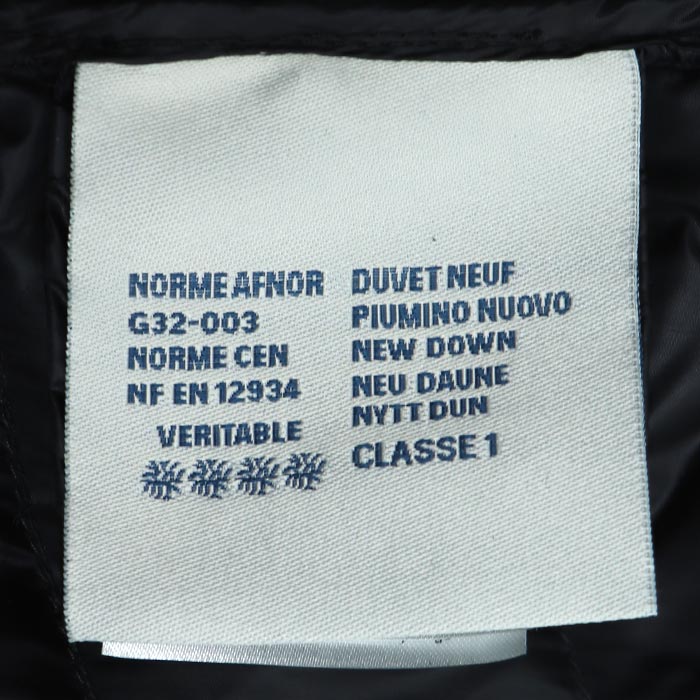 NORME AFNOR
G32-003
NORME CEN
NF EN 12934
VERITABLE
DUVET NEUF
PIUMINO NUOVO
NEW DOWN
NEU DAUNE
NYTT DUN
CLASSE 1